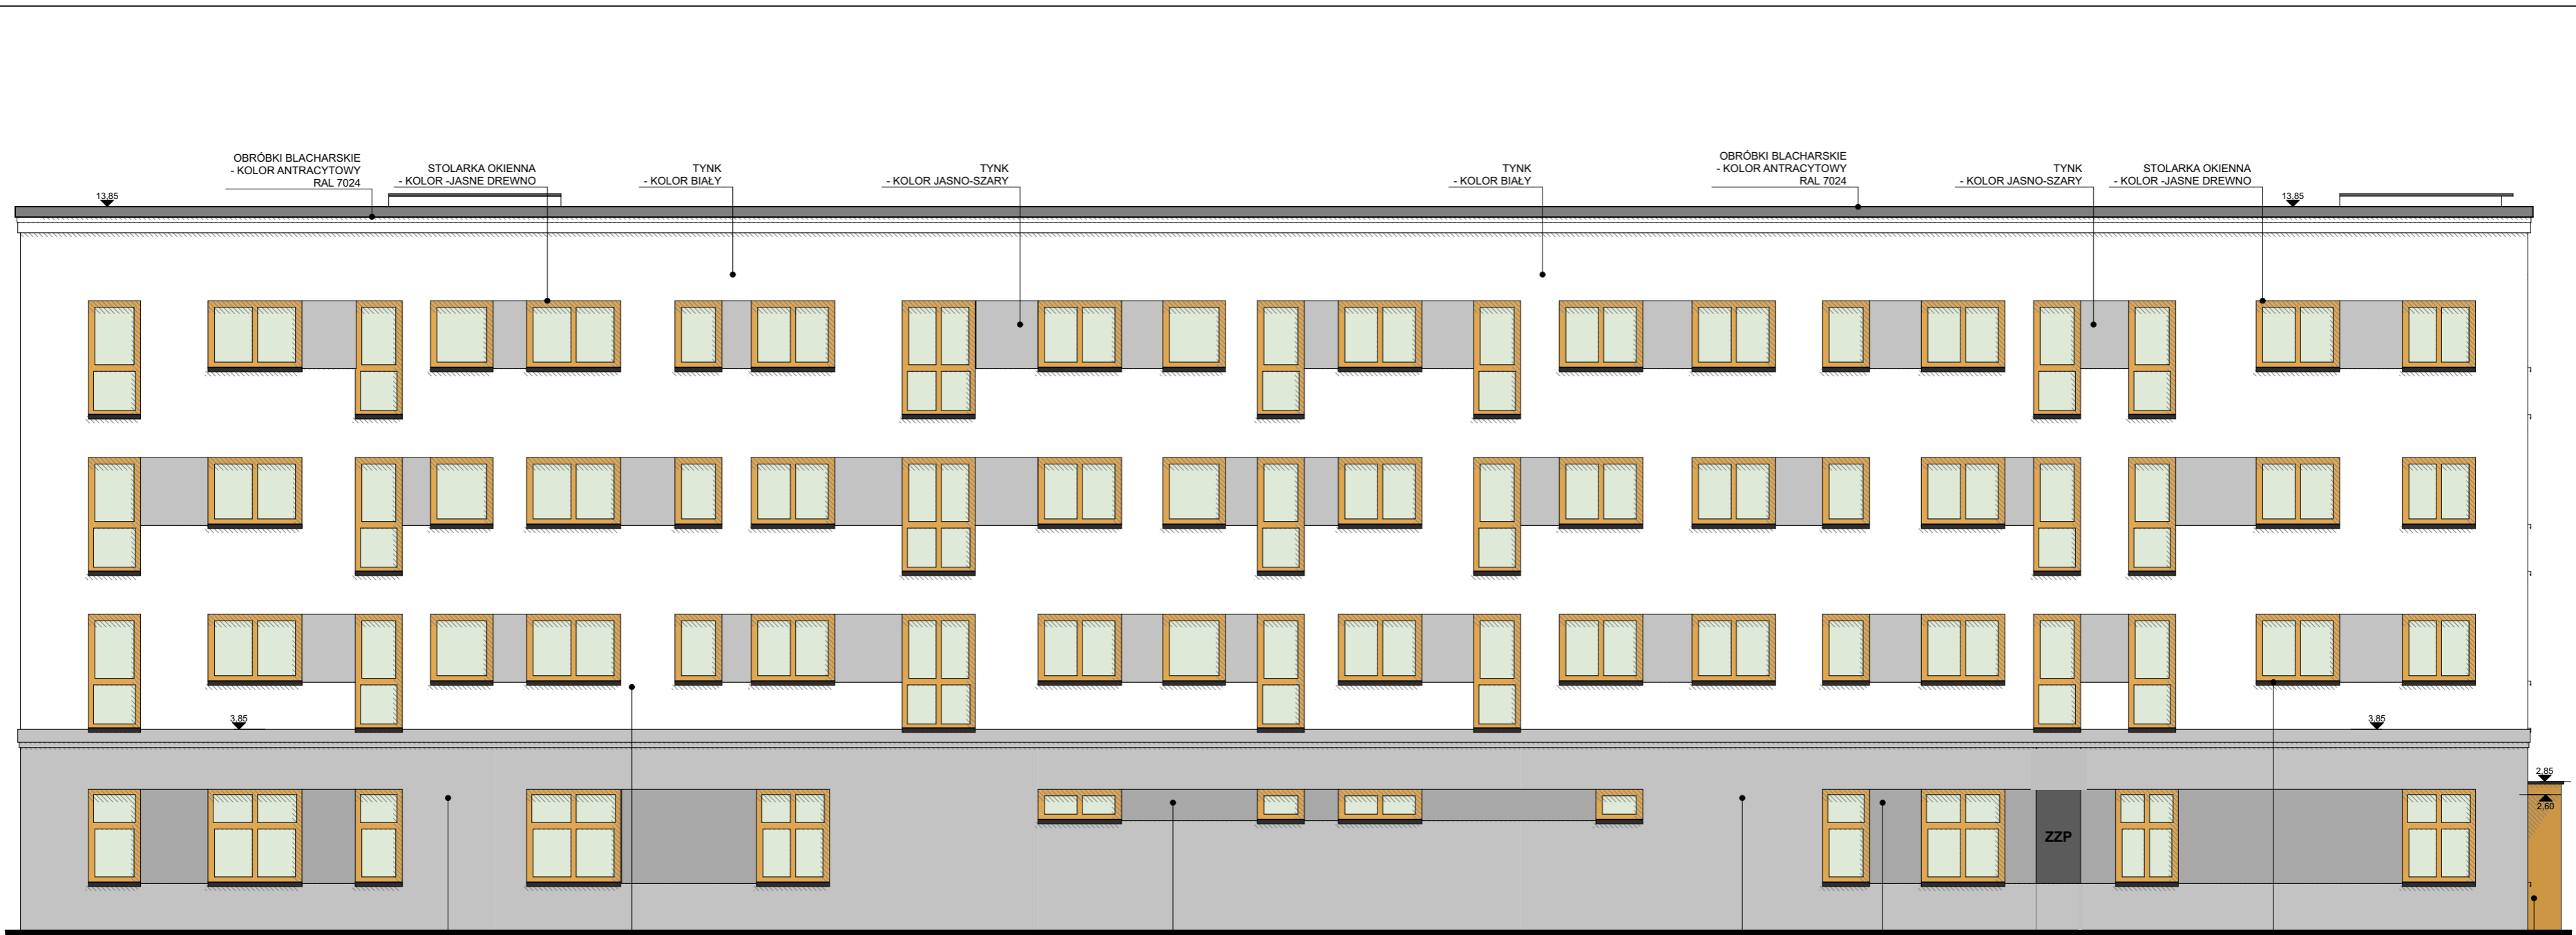 OBRÓBKI BLACHARSKIE
- KOLOR ANTRACYTOWY
RAL 7024
STOLARKA OKIENNA
- KOLOR -JASNE DREWNO
TYNK
- KOLOR BIAŁY
TYNK
- KOLOR JASNO-SZARY
TYNK
- KOLOR BIAŁY
OBRÓBKI BLACHARSKIE
- KOLOR ANTRACYTOWY
RAL 7024
TYNK
- KOLOR JASNO-SZARY
STOLARKA OKIENNA
- KOLOR -JASNE DREWNO
13,85
13,85
3,85
3,85
2,85
2,60
ZZP